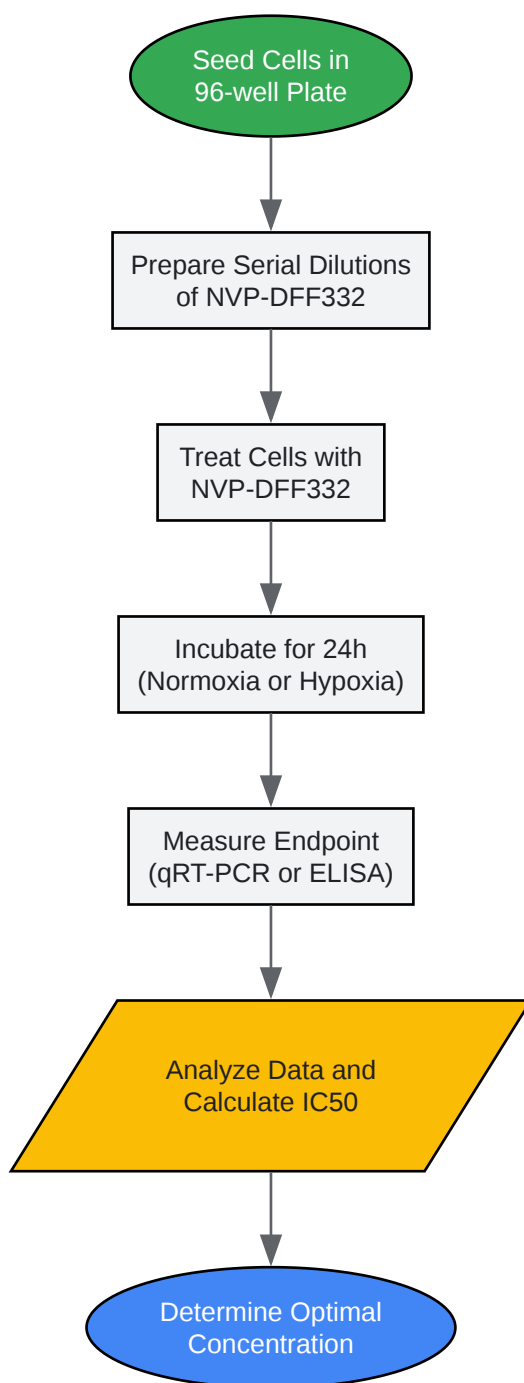 Seed Cells in
96-well Plate
Prepare Serial Dilutions
of NVP-DFF332
Treat Cells with
NVP-DFF332
Incubate for 24h
(Normoxia or Hypoxia)
Measure Endpoint
(qRT-PCR or ELISA)
Analyze Data and
Calculate IC50
Determine Optimal
Concentration